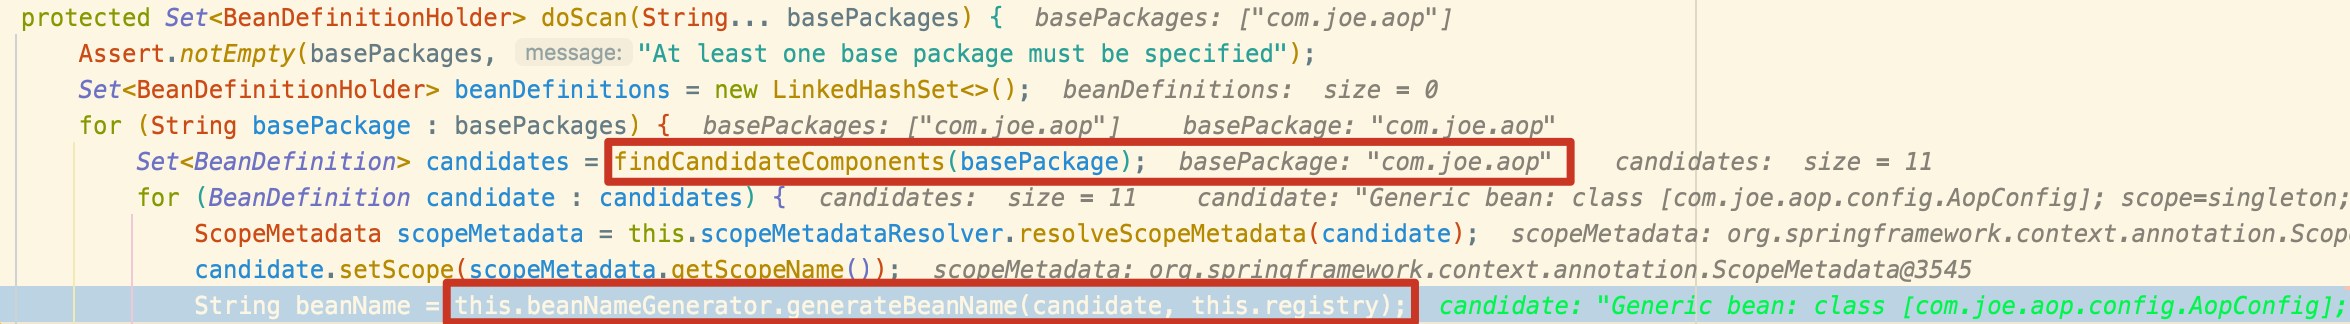 protected Set<BeanDefinitionHolder> doScan(String... basePackages) {  basePackages: ["com.joe.aop"]
Assert.notEmpty(basePackages, message: "At least one base package must be specified");
Set<BeanDefinitionHolder> beanDefinitions = new LinkedHashSet<>();  beanDefinitions:  size = 0
for (String basePackage : basePackages) {  basePackages: ["com.joe.aop"]    basePackage: "com.joe.aop"
Set<BeanDefinition> candidates = findCandidateComponents(basePackage);  basePackage: "com.joe.aop"    candidates:  size = 11
for (BeanDefinition candidate : candidates) {  candidates:  size = 11    candidate: "Generic bean: class [com.joe.aop.config.AopConfig]; scope=singleton;
ScopeMetadata scopeMetadata = this.scopeMetadataResolver.resolveScopeMetadata(candidate);  scopeMetadata: org.springframework.context.annotation.Scop
candidate.setScope(scopeMetadata.getScopeName());  scopeMetadata: org.springframework.context.annotation.ScopeMetadata@3545
String beanName = this.beanNameGenerator.generateBeanName(candidate, this.registry);  candidate: "Generic bean: class [com.joe.aop.config.AopConfig];